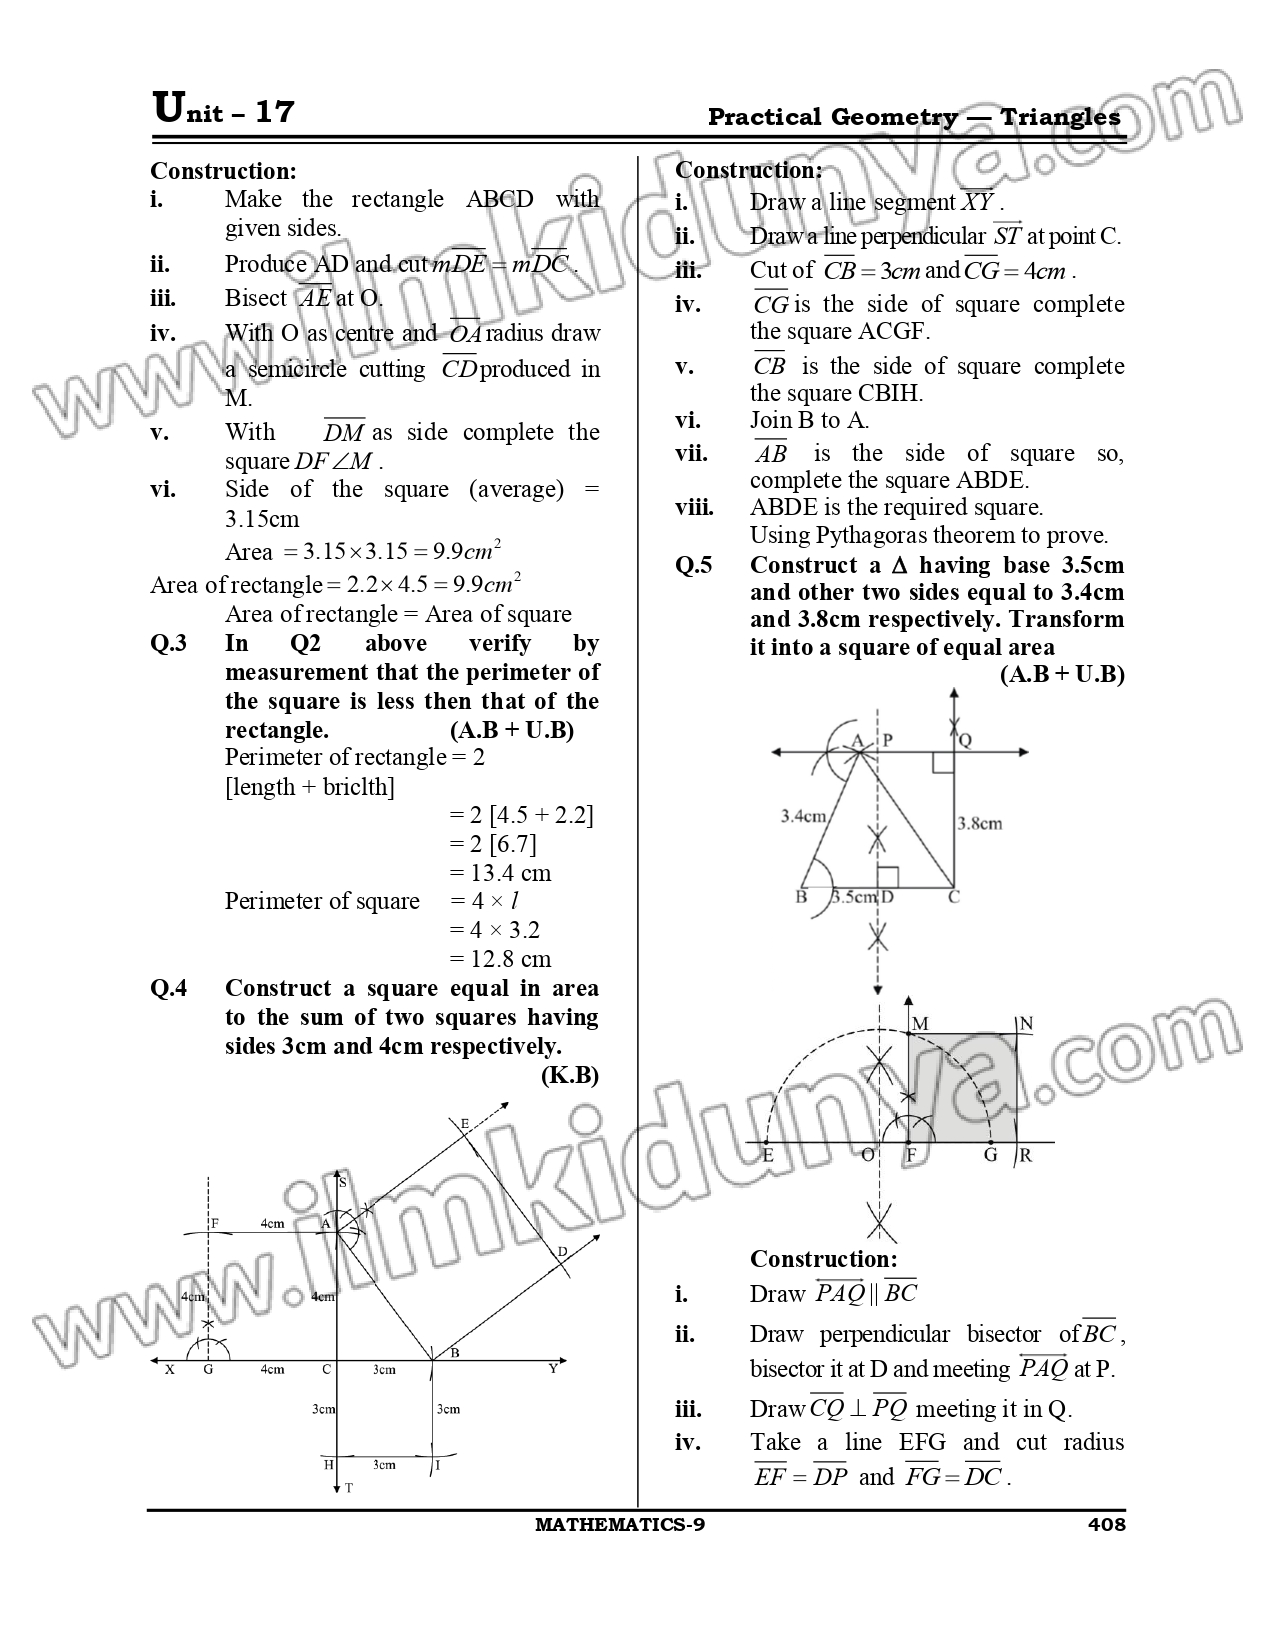 Unit – 17
Practical Geometry — Triangles
Construction:
i. Make the rectangle ABCD with
given sides.
ii. Produce AD and cut m\overline{DE} = m\overline{DC} .
iii. Bisect \overline{AE} at O.
iv. With O as centre and \overline{OA} radius draw
a semicircle cutting \overline{CD} produced in
M.
v. With \overline{DM} as side complete the
square DF∠M .
vi. Side of the square (average) =
3.15cm
Area = 3.15×3.15 = 9.9cm²
Area of rectangle = 2.2×4.5 = 9.9cm²
Area of rectangle = Area of square
Q.3 In Q2 above verify by
measurement that the perimeter of
the square is less then that of the
rectangle. (A.B + U.B)
Perimeter of rectangle = 2
[length + briclth]
= 2 [4.5 + 2.2]
= 2 [6.7]
= 13.4 cm
Perimeter of square = 4 × l
= 4 × 3.2
= 12.8 cm
Q.4 Construct a square equal in area
to the sum of two squares having
sides 3cm and 4cm respectively.
(K.B)
E
S
F 4cm A
D
4cm 4cm
B
X G 4cm C 3cm Y
3cm 3cm
H 3cm I
T
Construction:
i. Draw a line segment \overline{XY} .
ii. Draw a line perpendicular \overrightarrow{ST} at point C.
iii. Cut of \overline{CB} = 3cm and \overline{CG} = 4cm .
iv. \overline{CG} is the side of square complete
the square ACGF.
v. \overline{CB} is the side of square complete
the square CBIH.
vi. Join B to A.
vii. \overline{AB} is the side of square so,
complete the square ABDE.
viii. ABDE is the required square.
Using Pythagoras theorem to prove.
Q.5 Construct a Δ having base 3.5cm
and other two sides equal to 3.4cm
and 3.8cm respectively. Transform
it into a square of equal area
(A.B + U.B)
A P Q
3.4cm 3.8cm
B 3.5cm D C
M N
E O F G R
Construction:
i. Draw \overleftrightarrow{PAQ} || \overline{BC}
ii. Draw perpendicular bisector of \overline{BC} ,
bisector it at D and meeting \overleftrightarrow{PAQ} at P.
iii. Draw \overline{CQ} ⊥ \overline{PQ} meeting it in Q.
iv. Take a line EFG and cut radius
\overline{EF} = \overline{DP} and \overline{FG} = \overline{DC} .
MATHEMATICS-9
408
www.ilmkidunya.com
www.ilmkidunya.com